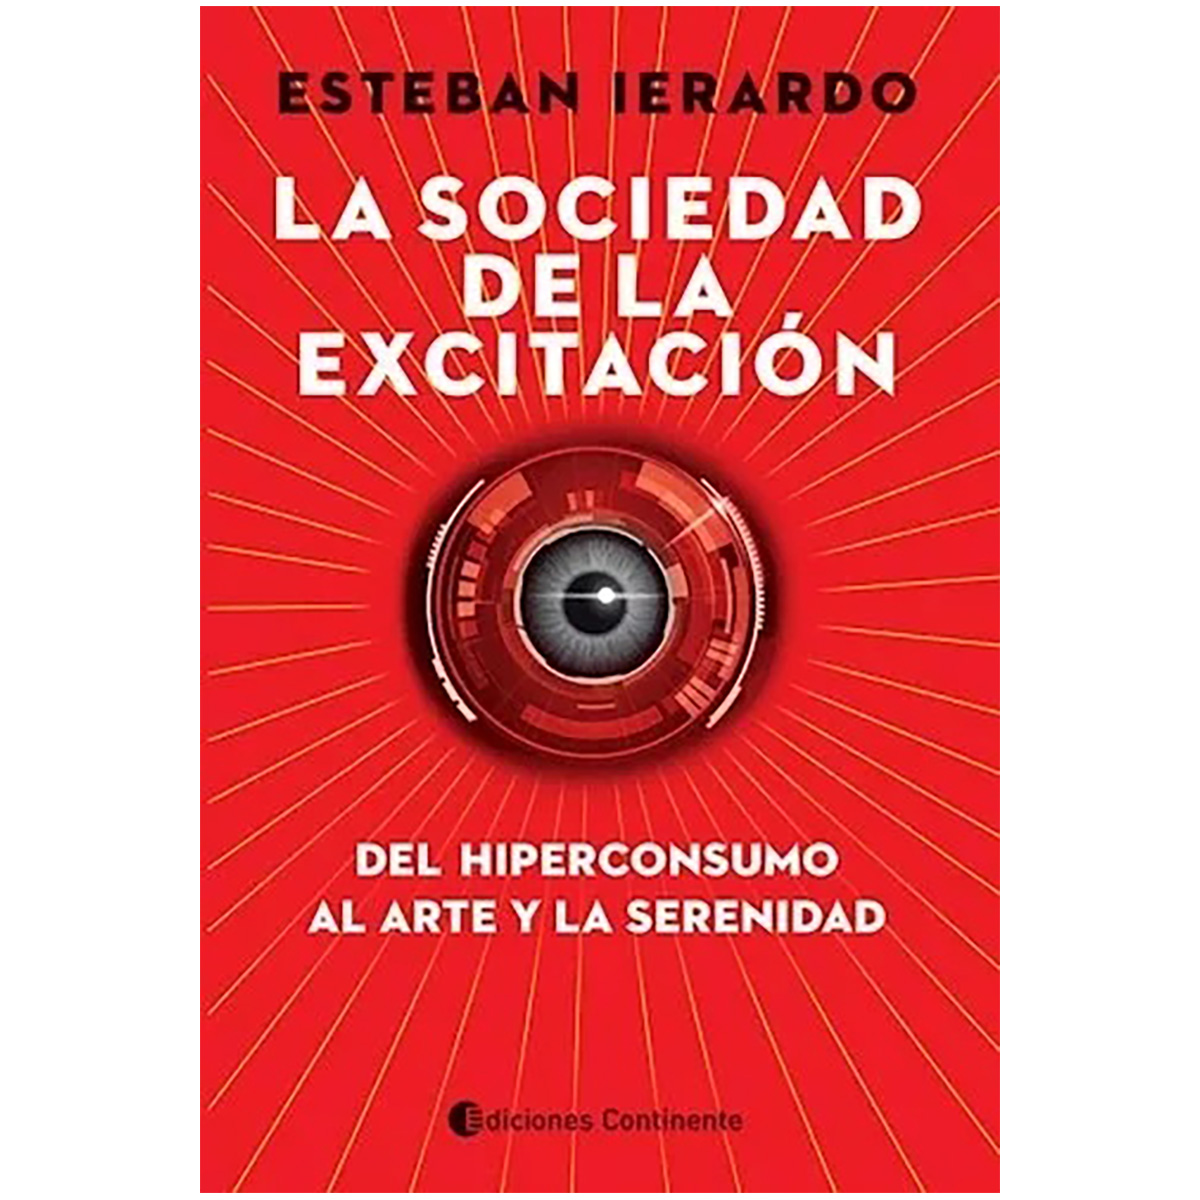 ESTEBAN IERARDO
LA SOCIEDAD
DE LA
EXCITACIÓN
DEL HIPERCONSUMO
AL ARTE Y LA SERENIDAD
Ediciones Continente